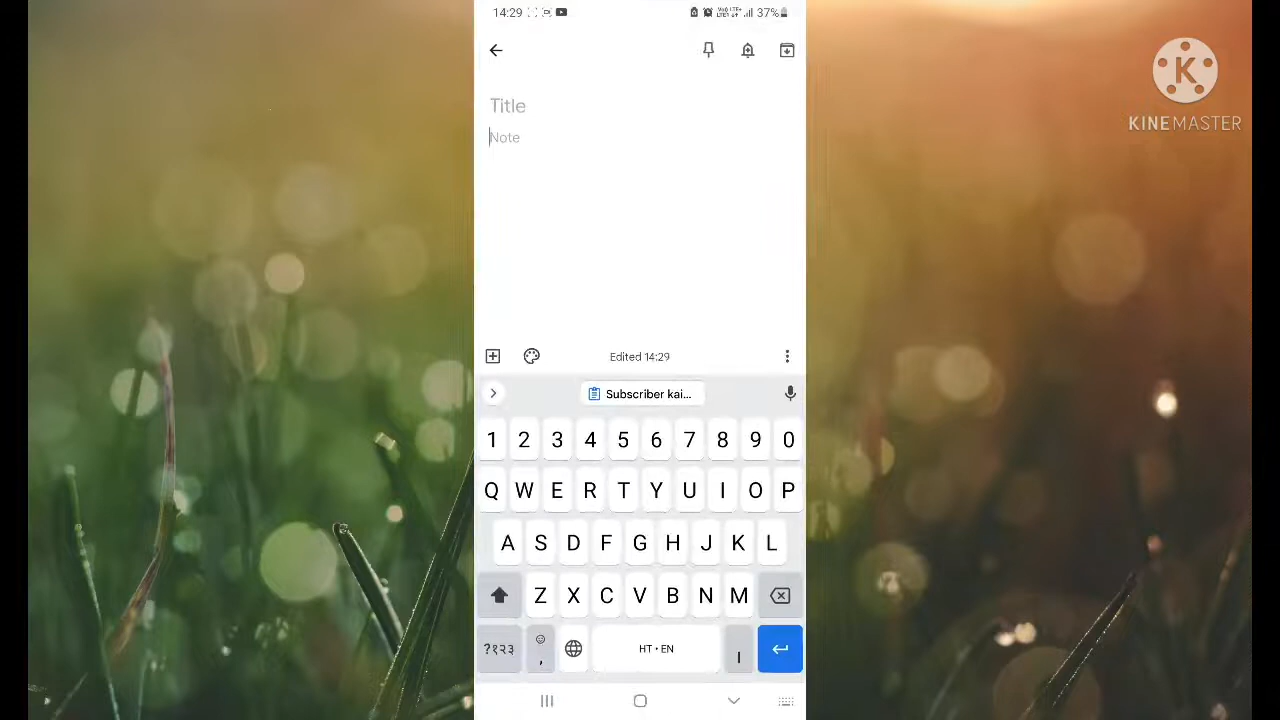 14:29 37%
KINEMASTER
Title
Note
Edited 14:29
Subscriber kai...
1 2 3 4 5 6 7 8 9 0
Q W E R T Y U I O P
A S D F G H J K L
Z X C V B N M
?१२३ , HT • EN ।